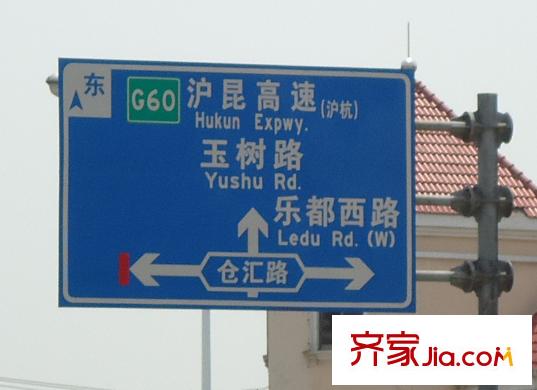 东
G60 沪昆高速(沪杭)
Hukun Expwy.
玉树路
Yushu Rd.
乐都西路
Ledu Rd. (W)
仓汇路
齐家Jia.com